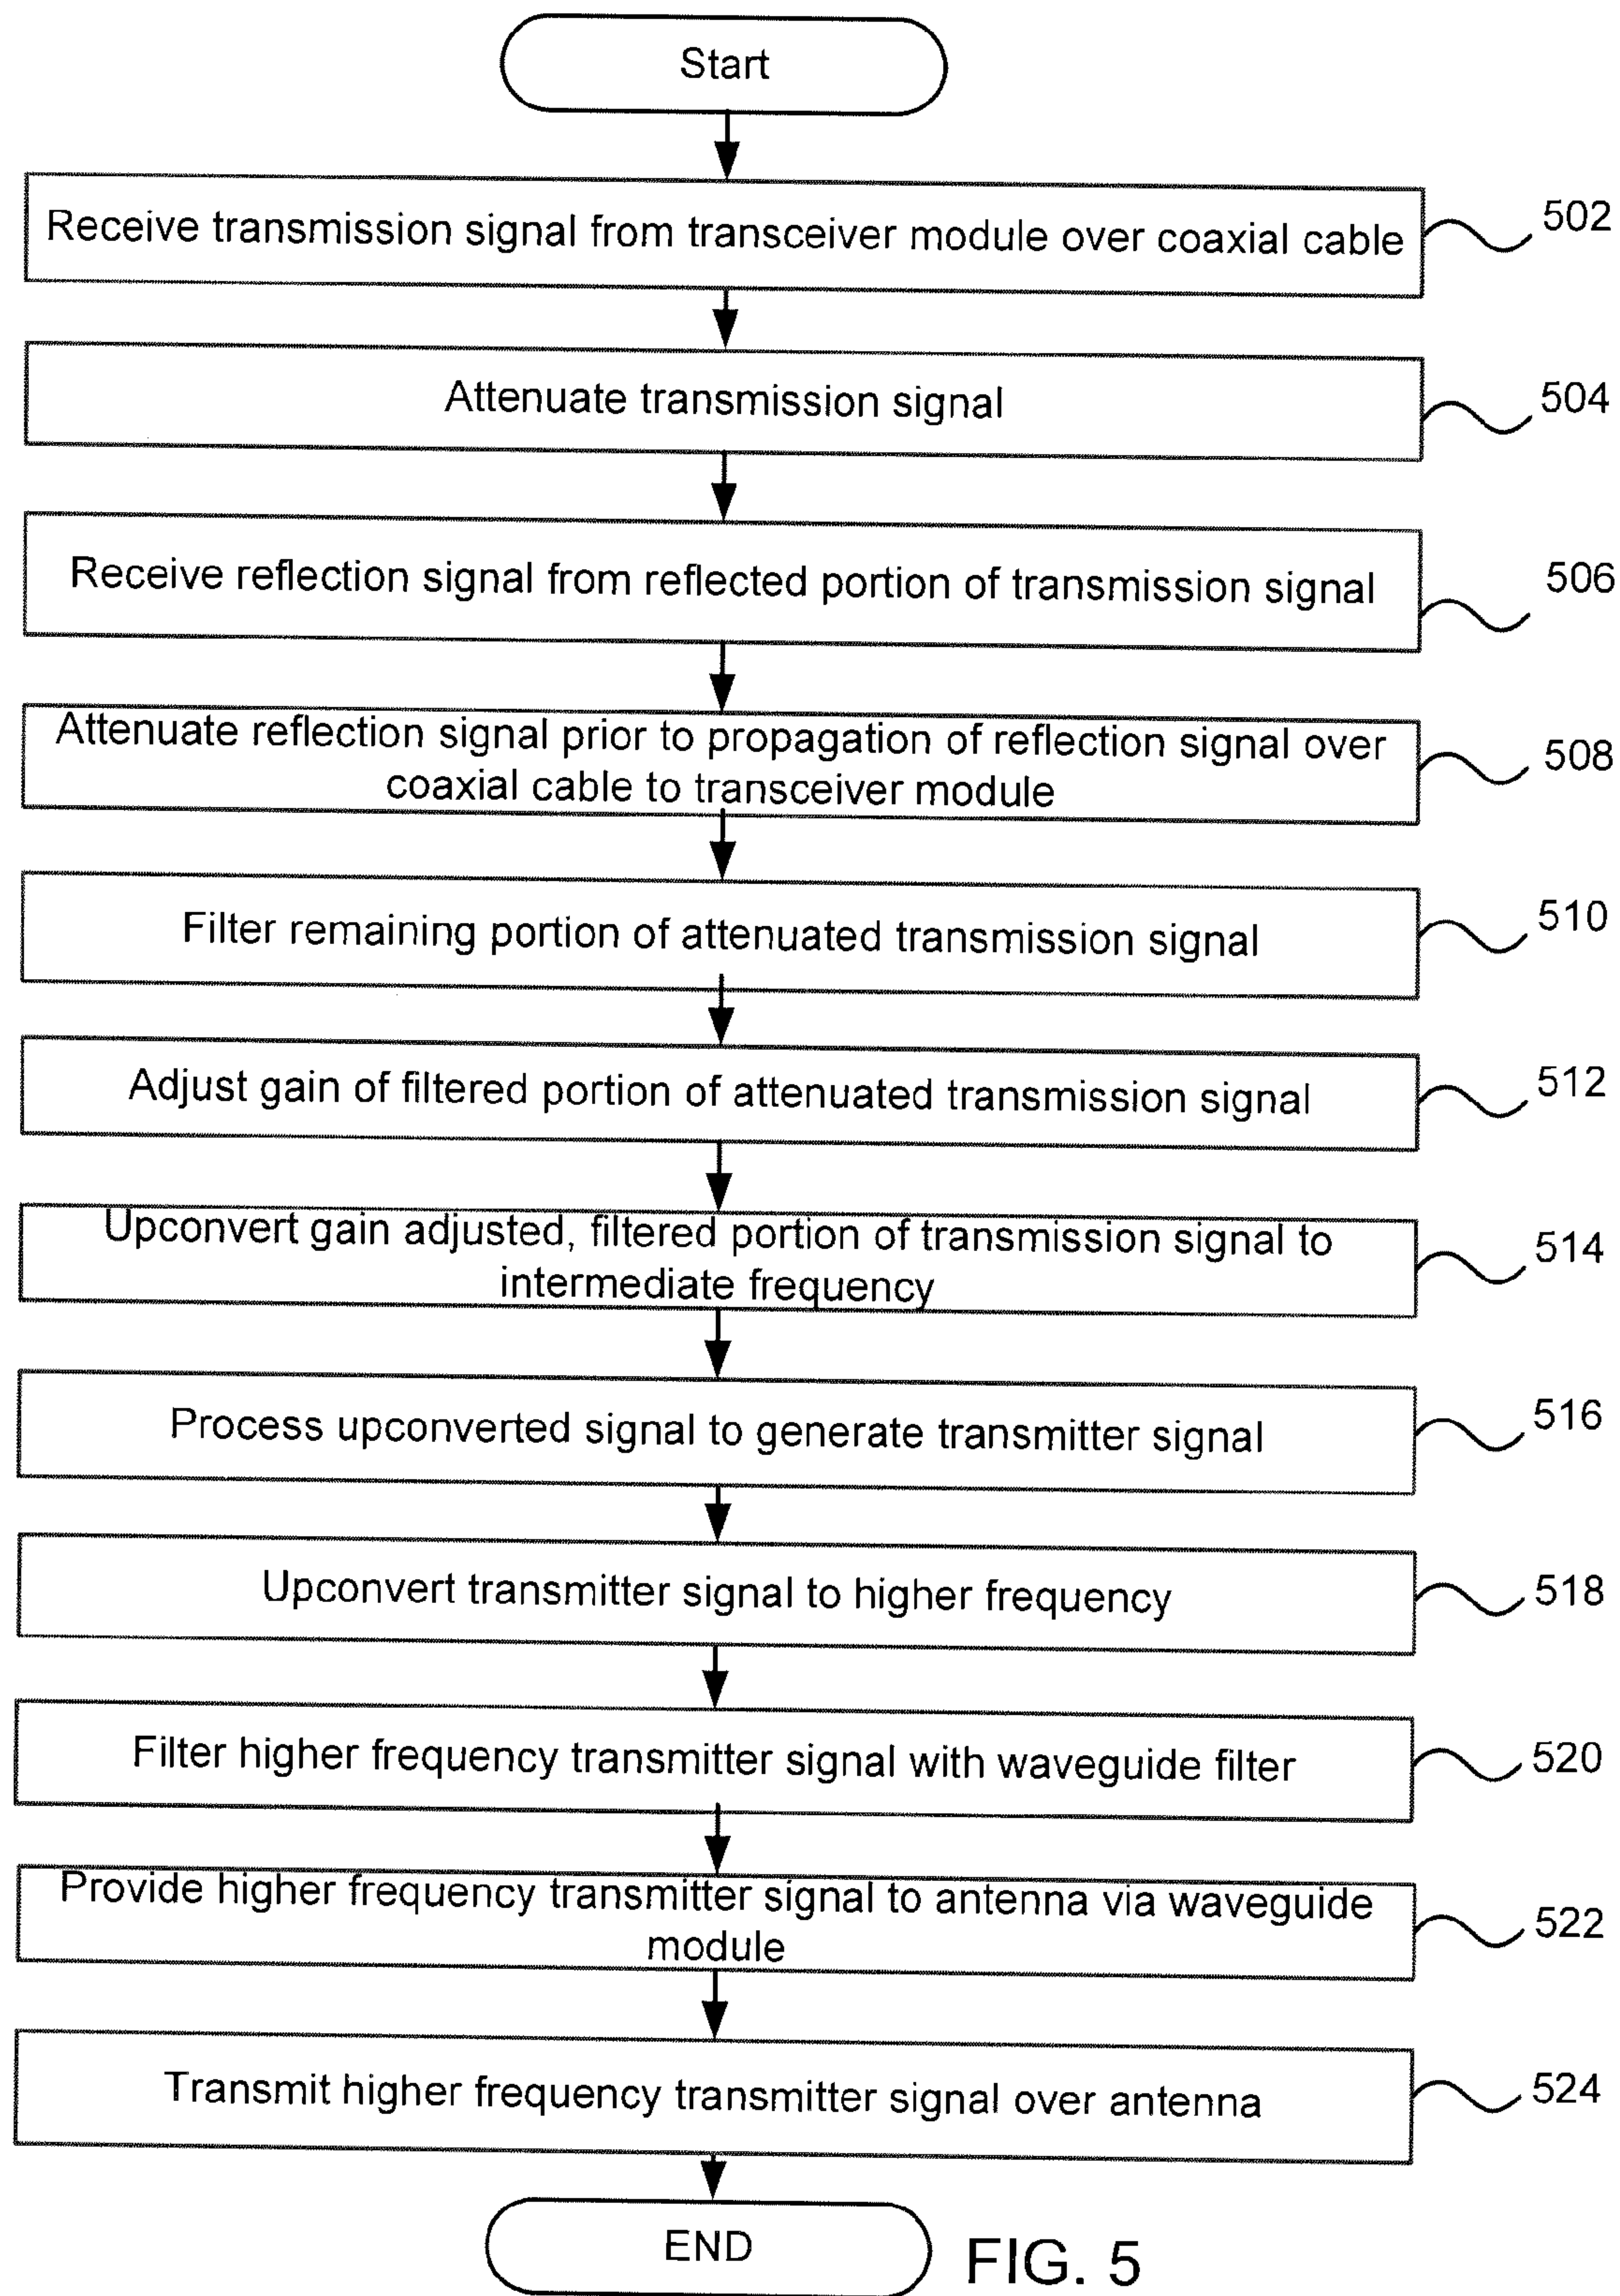 Start
Receive transmission signal from transceiver module over coaxial cable
502
Attenuate transmission signal
504
Receive reflection signal from reflected portion of transmission signal
506
Attenuate reflection signal prior to propagation of reflection signal over
coaxial cable to transceiver module
508
Filter remaining portion of attenuated transmission signal
510
Adjust gain of filtered portion of attenuated transmission signal
512
Upconvert gain adjusted, filtered portion of transmission signal to
intermediate frequency
514
Process upconverted signal to generate transmitter signal
516
Upconvert transmitter signal to higher frequency
518
Filter higher frequency transmitter signal with waveguide filter
520
Provide higher frequency transmitter signal to antenna via waveguide
module
522
Transmit higher frequency transmitter signal over antenna
524
END
FIG. 5